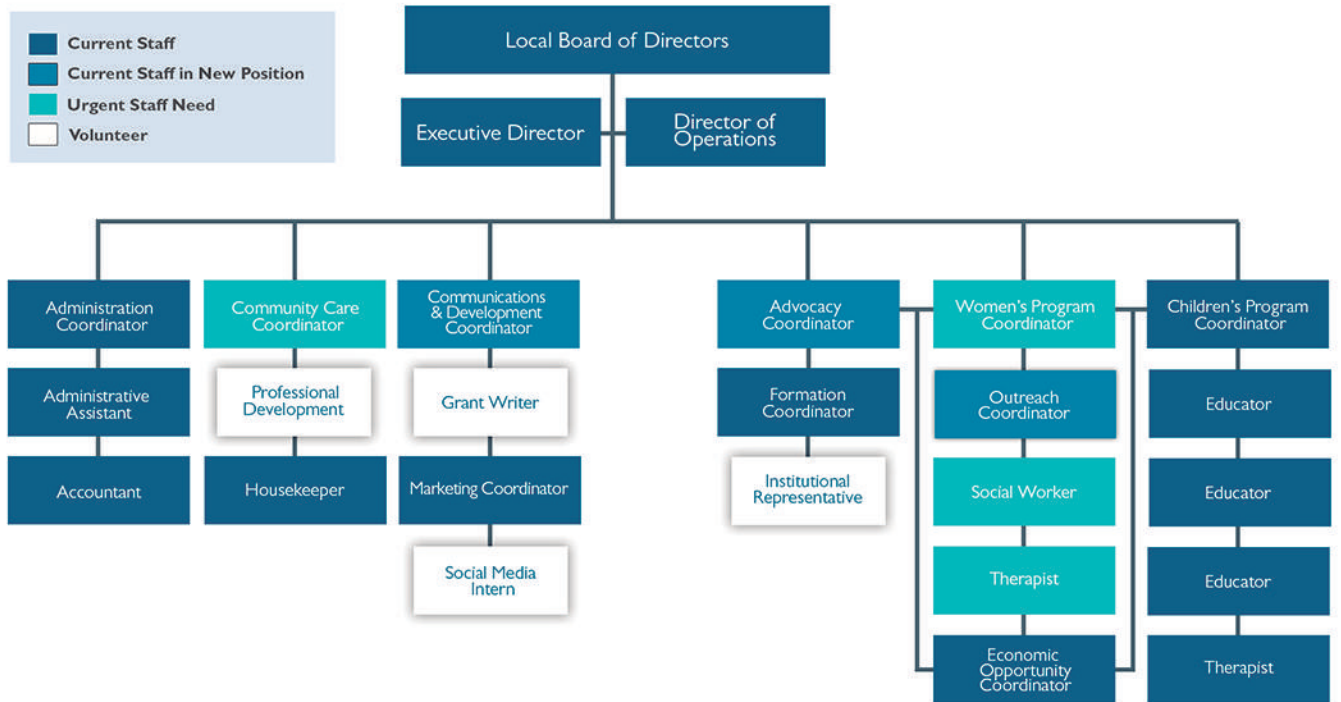 Current Staff
Current Staff in New Position
Urgent Staff Need
Volunteer
Local Board of Directors
Executive Director
Director of
Operations
Administration
Coordinator
Administrative
Assistant
Accountant
Community Care
Coordinator
Professional
Development
Housekeeper
Communications
& Development
Coordinator
Grant Writer
Marketing Coordinator
Social Media
Intern
Advocacy
Coordinator
Formation
Coordinator
Institutional
Representative
Women's Program
Coordinator
Outreach
Coordinator
Social Worker
Therapist
Economic
Opportunity
Coordinator
Children's Program
Coordinator
Educator
Educator
Educator
Therapist